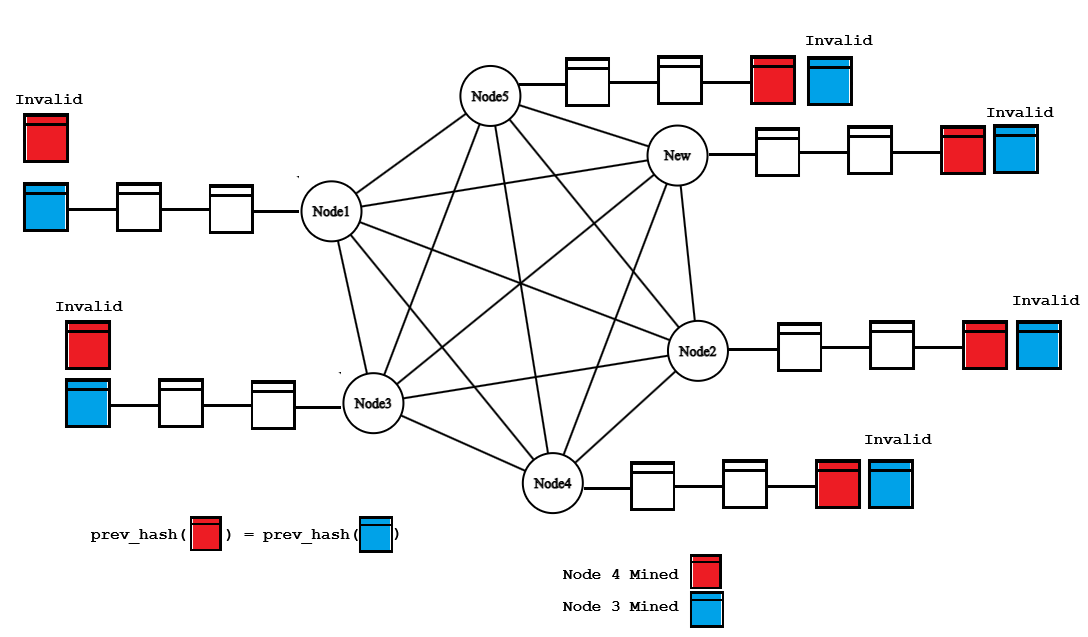 Invalid
Invalid
Node5
Invalid
New
Node1
Invalid
Invalid
Node2
Node3
Invalid
Node4
prev_hash( ) = prev_hash( )
Node 4 Mined
Node 3 Mined